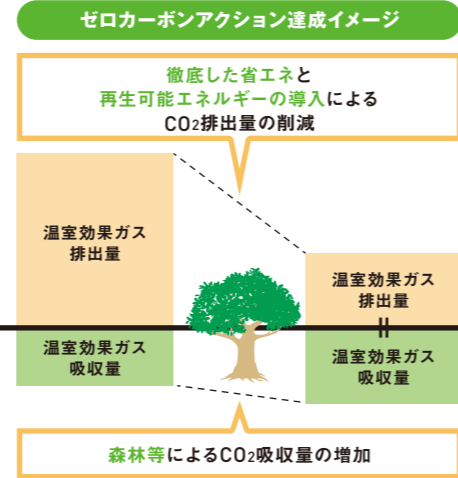 ゼロカーボンアクション達成イメージ
徹底した省エネと
再生可能エネルギーの導入による
CO₂排出量の削減
温室効果ガス
排出量
温室効果ガス
排出量
=
温室効果ガス
吸収量
温室効果ガス
吸収量
森林等によるCO₂吸収量の増加